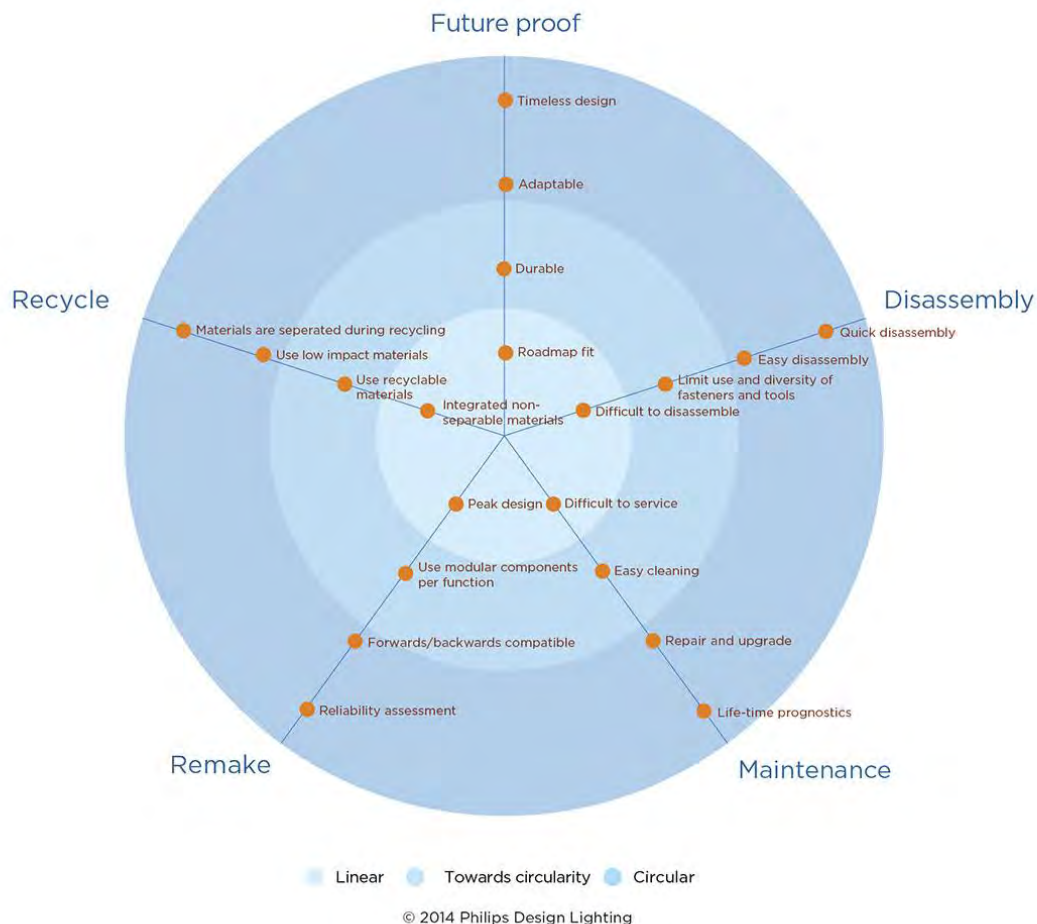 Future proof
Timeless design
Adaptable
Durable
Roadmap fit
Recycle
Materials are seperated during recycling
Use low impact materials
Use recyclable
materials
Integrated non-
separable materials
Disassembly
Quick disassembly
Easy disassembly
Limit use and diversity of
fasteners and tools
Difficult to disassemble
Peak design
Use modular components
per function
Forwards/backwards compatible
Reliability assessment
Remake
Difficult to service
Easy cleaning
Repair and upgrade
Life-time prognostics
Maintenance
Linear
Towards circularity
Circular
© 2014 Philips Design Lighting